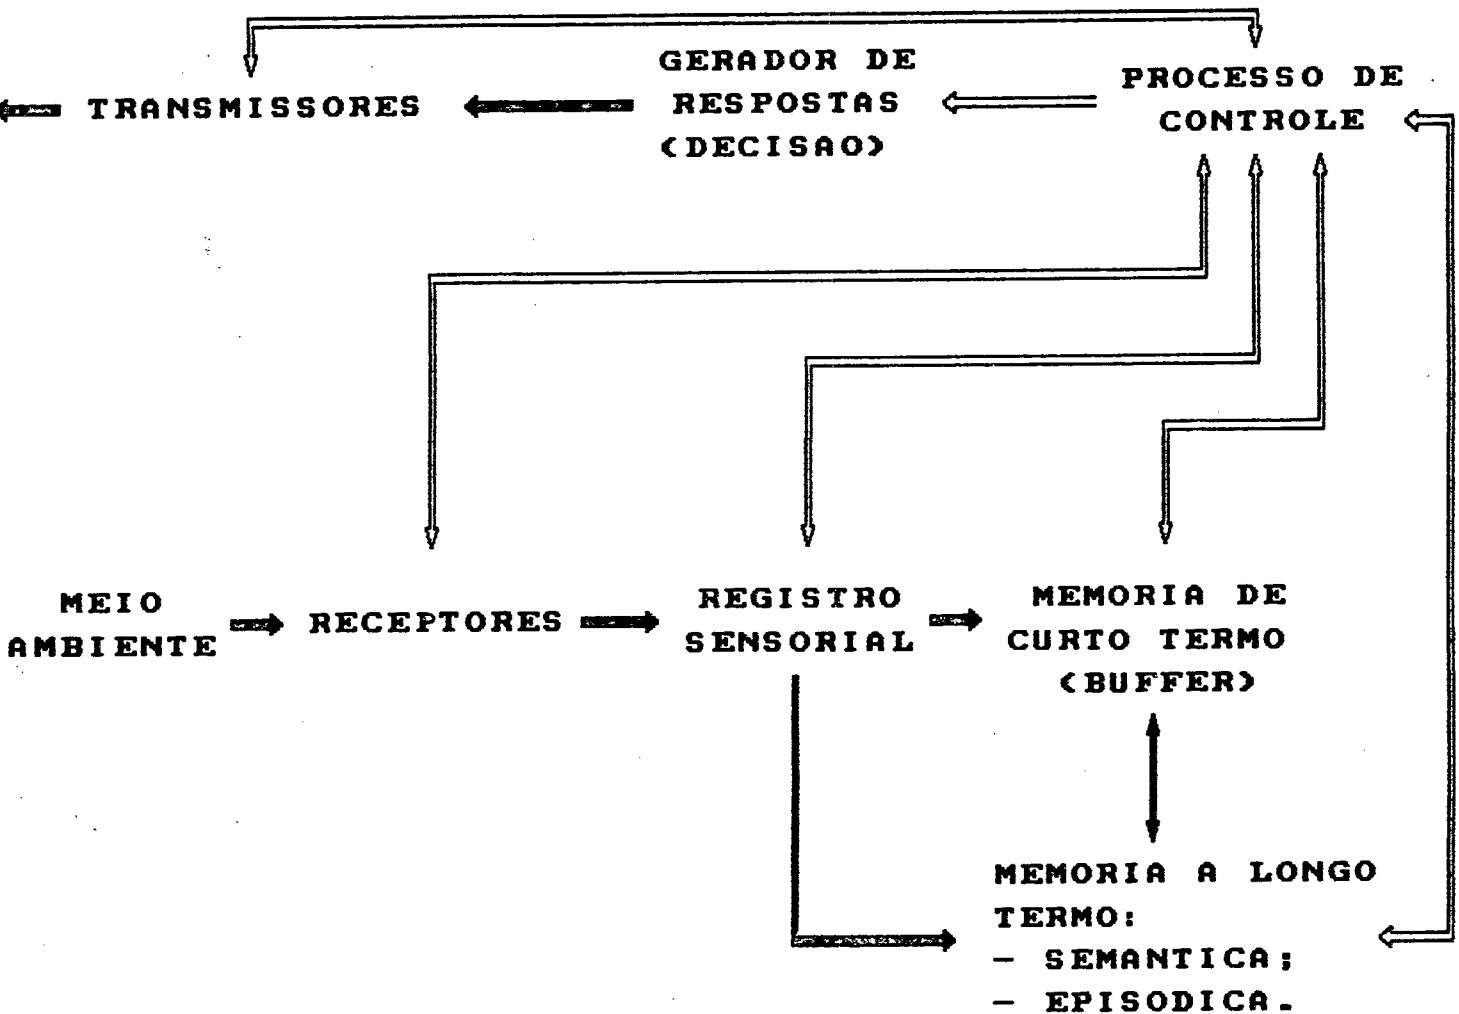 GERADOR DE
RESPOSTAS
(DECISAO)
PROCESSO DE
CONTROLE
TRANSMISSORES
MEIO
AMBIENTE
RECEPTORES
REGISTRO
SENSORIAL
MEMORIA DE
CURTO TERMO
(BUFFER)
MEMORIA A LONGO
TERMO:
- SEMANTICA;
- EPISODICA.